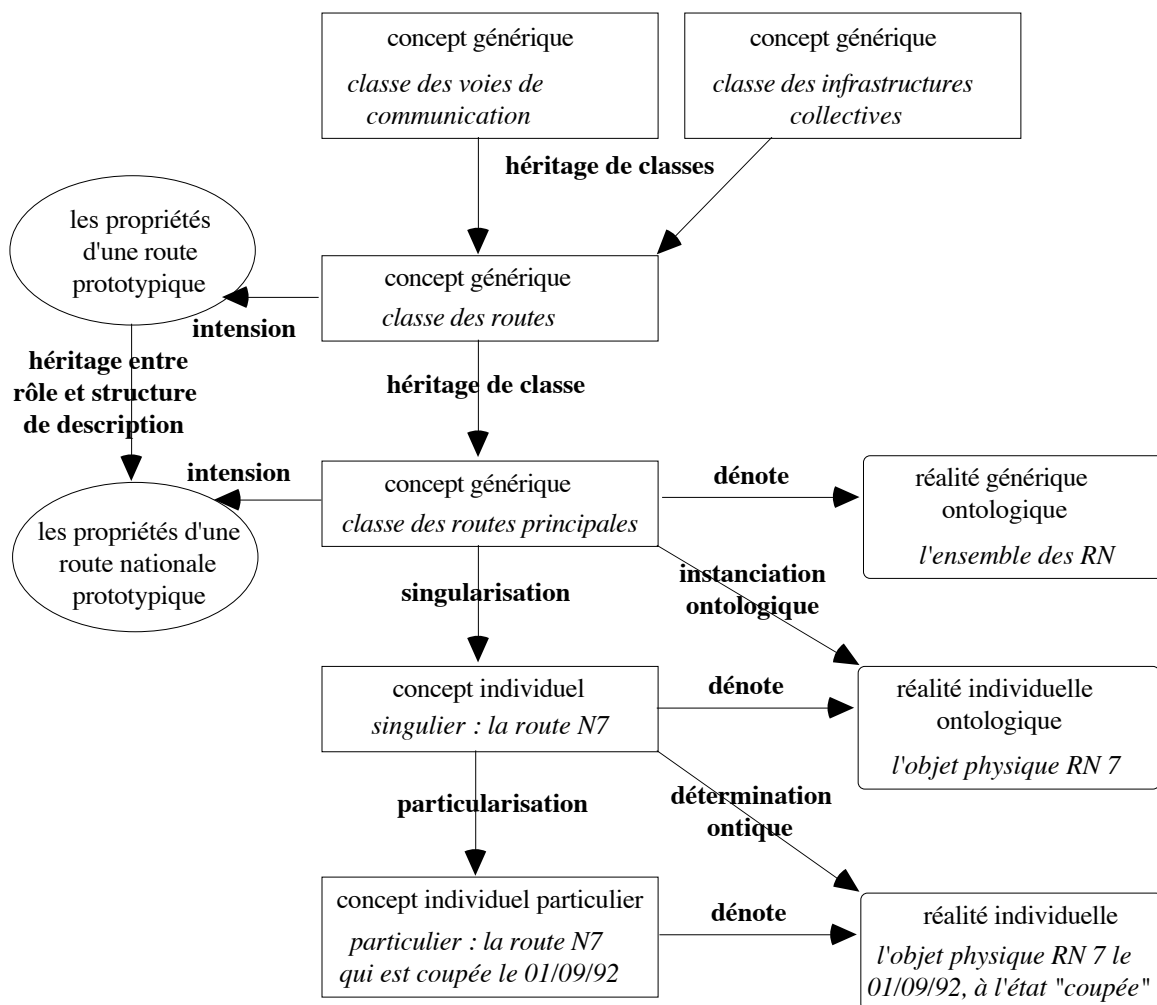 concept générique
classe des voies de
communication
concept générique
classe des infrastructures
collectives
héritage de classes
les propriétés
d'une route
prototypique
concept générique
classe des routes
intension
héritage entre
rôle et structure
de description
héritage de classe
intension
concept générique
classe des routes principales
dénote
réalité générique
ontologique
l'ensemble des RN
les propriétés d'une
route nationale
prototypique
singularisation
instanciation
ontologique
concept individuel
singulier : la route N7
dénote
réalité individuelle
ontologique
l'objet physique RN 7
particularisation
détermination
ontique
concept individuel particulier
particulier : la route N7
qui est coupée le 01/09/92
dénote
réalité individuelle
l'objet physique RN 7 le
01/09/92, à l'état "coupée"